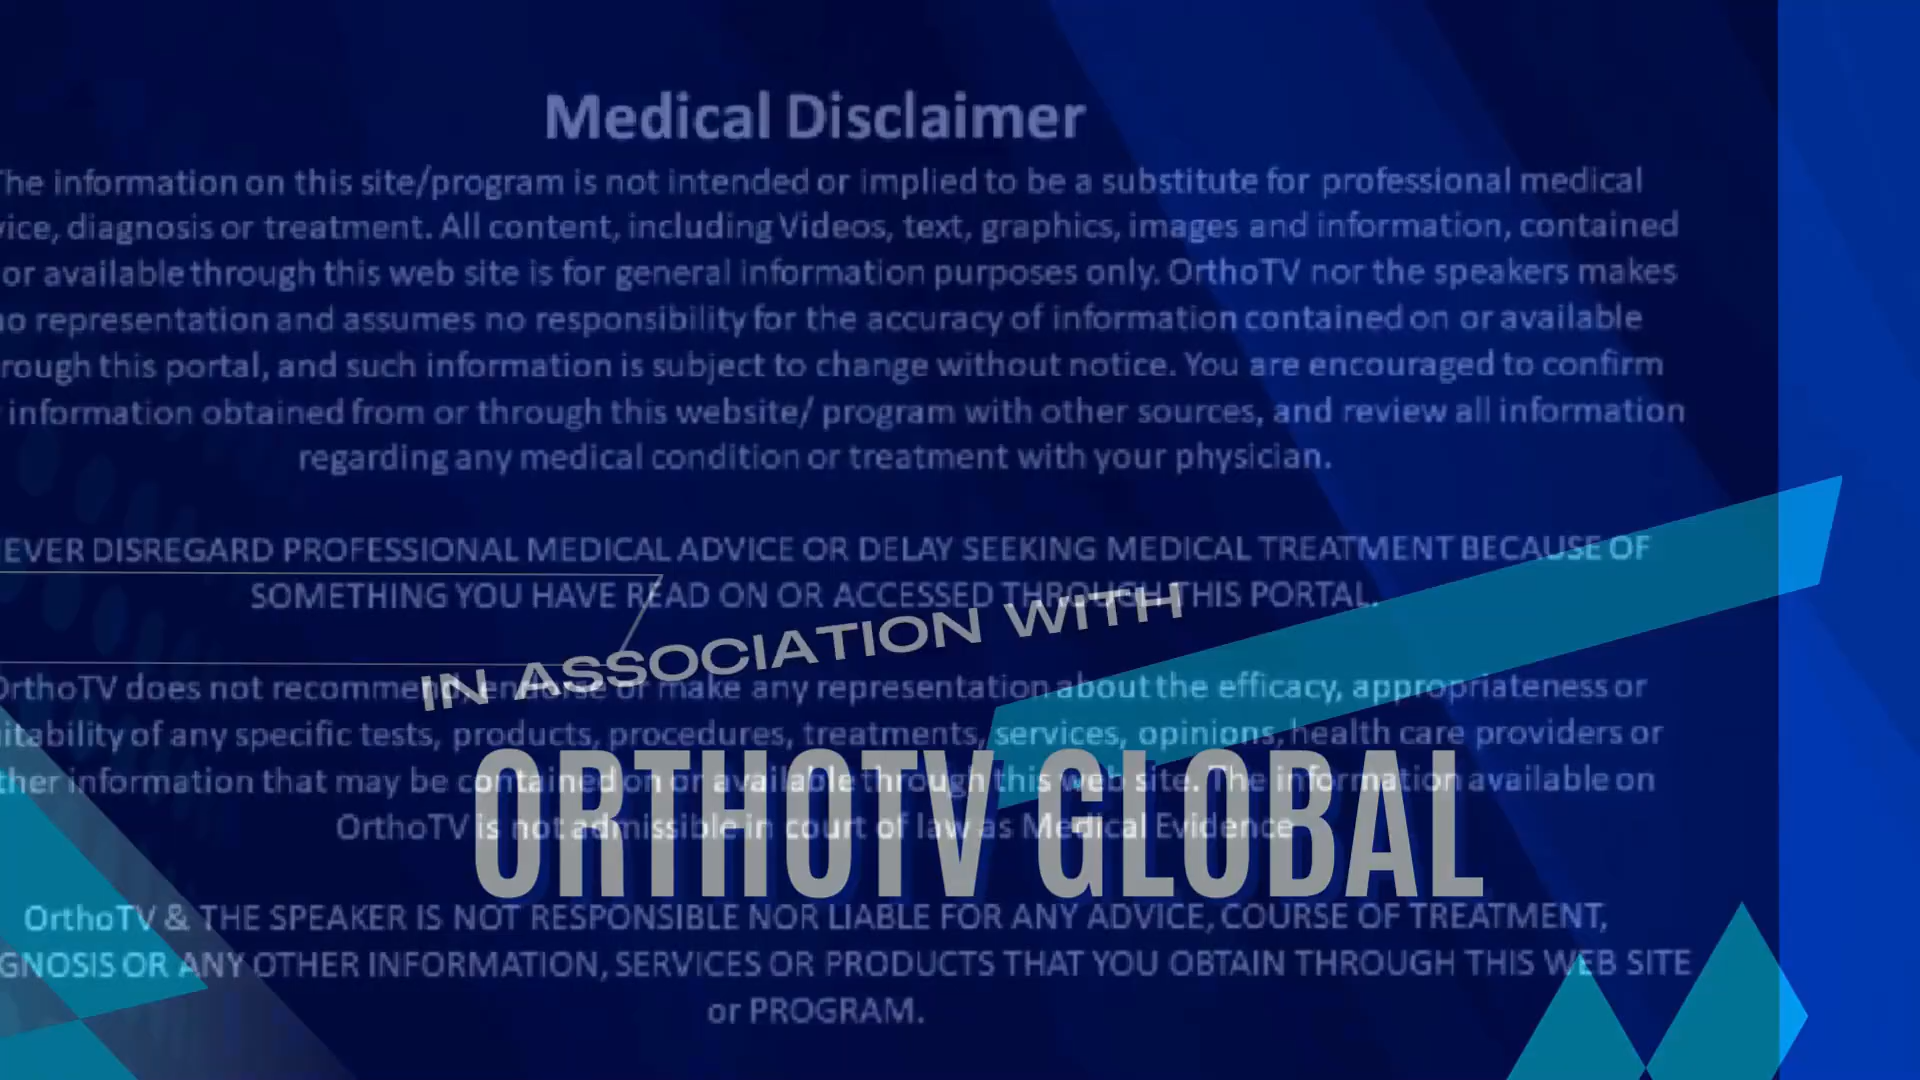 Medical Disclaimer
The information on this site/program is not intended or implied to be a substitute for professional medical
vice, diagnosis or treatment. All content, including Videos, text, graphics, images and information, contained
or available through this web site is for general information purposes only. OrthoTV nor the speakers makes
no representation and assumes no responsibility for the accuracy of information contained on or available
rough this portal, and such information is subject to change without notice. You are encouraged to confirm
information obtained from or through this website/ program with other sources, and review all information
regarding any medical condition or treatment with your physician.
EVER DISREGARD PROFESSIONAL MEDICAL ADVICE OR DELAY SEEKING MEDICAL TREATMENT BECAUSE OF
SOMETHING YOU HAVE READ ON OR ACCESSED THROUGH THIS PORTAL.
IN ASSOCIATION WITH
OrthoTV does not recommend, endorse or make any representation about the efficacy, appropriateness or
itability of any specific tests, products, procedures, treatments, services, opinions, health care providers or
ther information that may be contained on or available through this web site. The information available on
OrthoTV is not admissible in court of law as Medical Evidence
ORTHOTV GLOBAL
OrthoTV & THE SPEAKER IS NOT RESPONSIBLE NOR LIABLE FOR ANY ADVICE, COURSE OF TREATMENT,
GNOSIS OR ANY OTHER INFORMATION, SERVICES OR PRODUCTS THAT YOU OBTAIN THROUGH THIS WEB SITE
or PROGRAM.